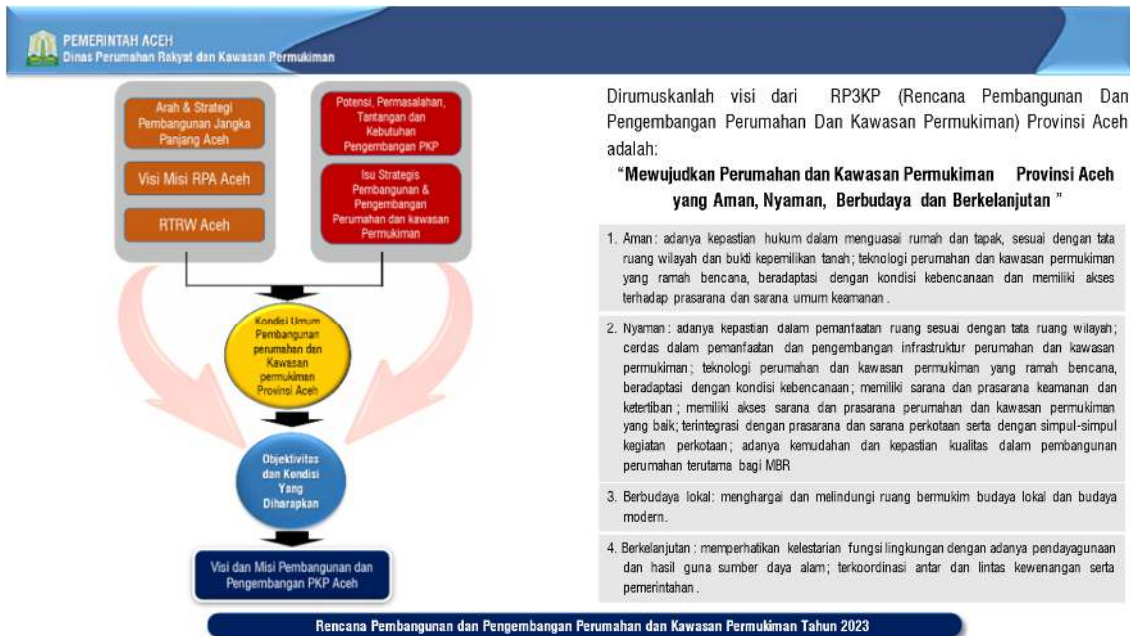 PEMERINTAH ACEH
Dinas Perumahan Rakyat dan Kawasan Permukiman
Arah & Strategi
Pembangunan Jangka
Panjang Aceh
Visi Misi RPA Aceh
RTRW Aceh
Potensi, Permasalahan,
Tantangan dan
Kebutuhan
Pengembangan PKP
Isu Strategis
Pembangunan &
Pengembangan
Perumahan dan kawasan
Permukiman
Kondisi Umum
Pembangunan
perumahan dan
Kawasan
permukiman
Provinsi Aceh
Objektivitas
dan Kondisi
Yang
Diharapkan
Visi dan Misi Pembangunan dan
Pengembangan PKP Aceh
Dirumuskanlah visi dari RP3KP (Rencana Pembangunan Dan
Pengembangan Perumahan Dan Kawasan Permukiman) Provinsi Aceh
adalah:
"Mewujudkan Perumahan dan Kawasan Permukiman Provinsi Aceh
yang Aman, Nyaman, Berbudaya dan Berkelanjutan "
1. Aman : adanya kepastian hukum dalam menguasai rumah dan tapak, sesuai dengan tata
ruang wilayah dan bukti kepemilikan tanah; teknologi perumahan dan kawasan permukiman
yang ramah bencana, beradaptasi dengan kondisi kebencanaan dan memiliki akses
terhadap prasarana dan sarana umum keamanan .
2. Nyaman : adanya kepastian dalam pemanfaatan ruang sesuai dengan tata ruang wilayah;
cerdas dalam pemanfaatan dan pengembangan infrastruktur perumahan dan kawasan
permukiman; teknologi perumahan dan kawasan permukiman yang ramah bencana,
beradaptasi dengan kondisi kebencanaan; memiliki sarana dan prasarana keamanan dan
ketertiban ; memiliki akses sarana dan prasarana perumahan dan kawasan permukiman
yang baik; terintegrasi dengan prasarana dan sarana perkotaan serta dengan simpul-simpul
kegiatan perkotaan; adanya kemudahan dan kepastian kualitas dalam pembangunan
perumahan terutama bagi MBR
3. Berbudaya lokal: menghargai dan melindungi ruang bermukim budaya lokal dan budaya
modern.
4. Berkelanjutan : memperhatikan kelestarian fungsi lingkungan dengan adanya pendayagunaan
dan hasil guna sumber daya alam; terkoordinasi antar dan lintas kewenangan serta
pemerintahan .
Rencana Pembangunan dan Pengembangan Perumahan dan Kawasan Permukiman Tahun 2023